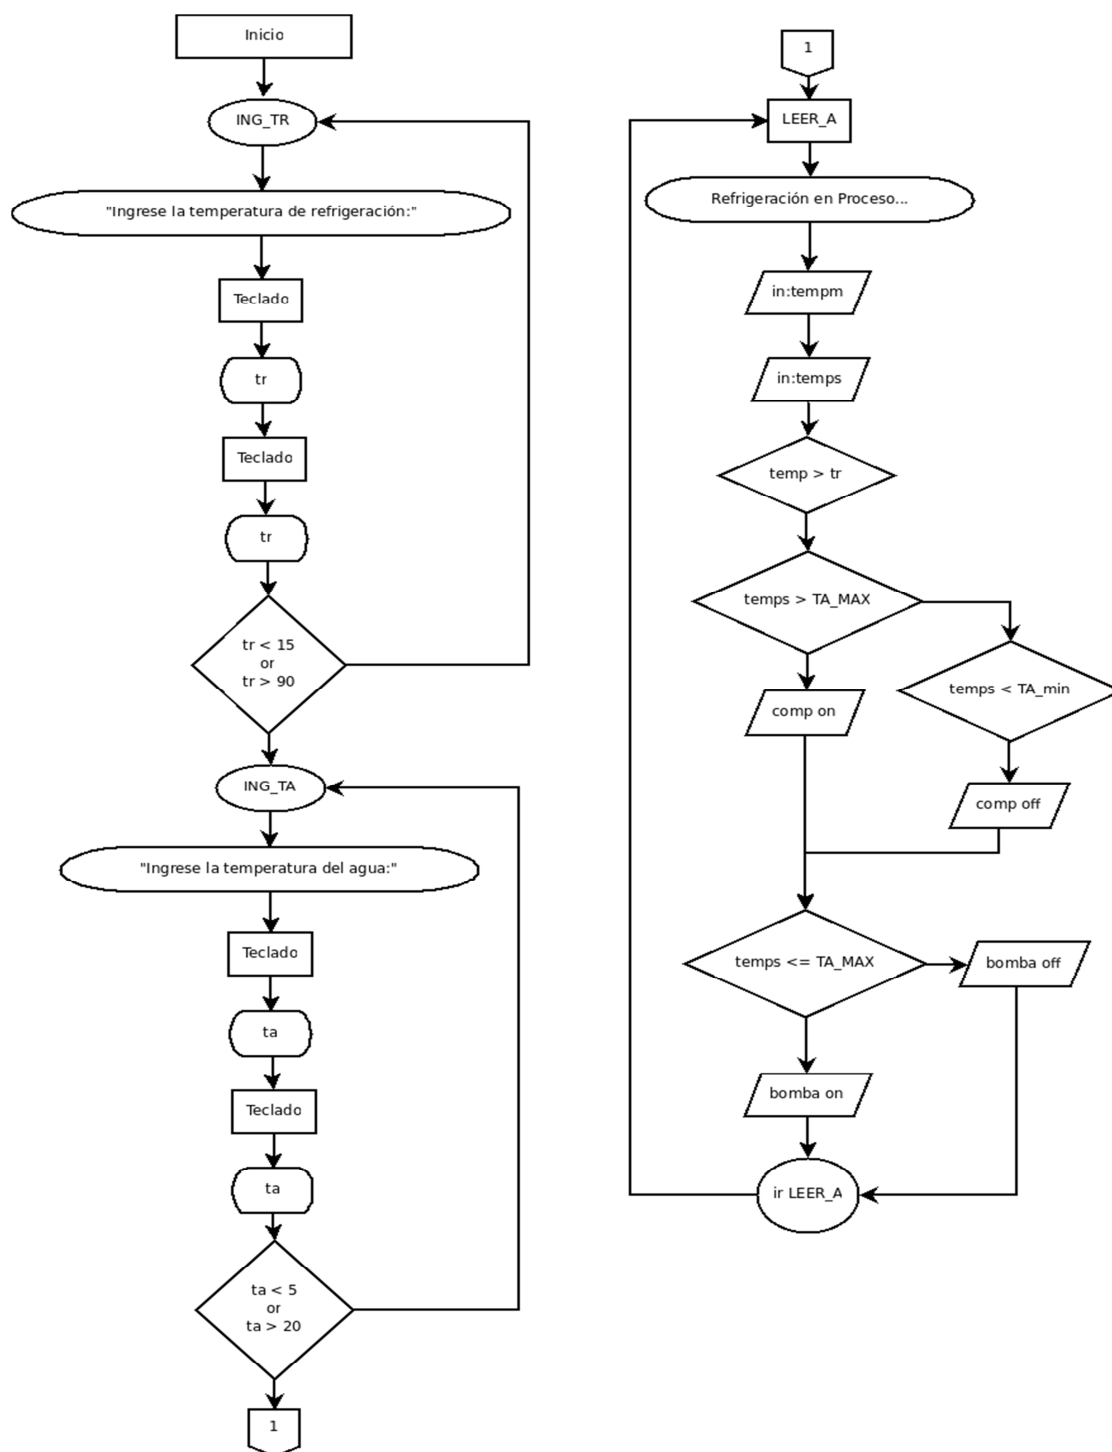 Inicio
ING_TR
"Ingrese la temperatura de refrigeración:"
Teclado
tr
Teclado
tr
tr < 15
or
tr > 90
ING_TA
"Ingrese la temperatura del agua:"
Teclado
ta
Teclado
ta
ta < 5
or
ta > 20
1
1
LEER_A
Refrigeración en Proceso...
in:tempm
in:temps
temp > tr
temps > TA_MAX
temps < TA_min
comp on
comp off
temps <= TA_MAX
bomba off
bomba on
ir LEER_A